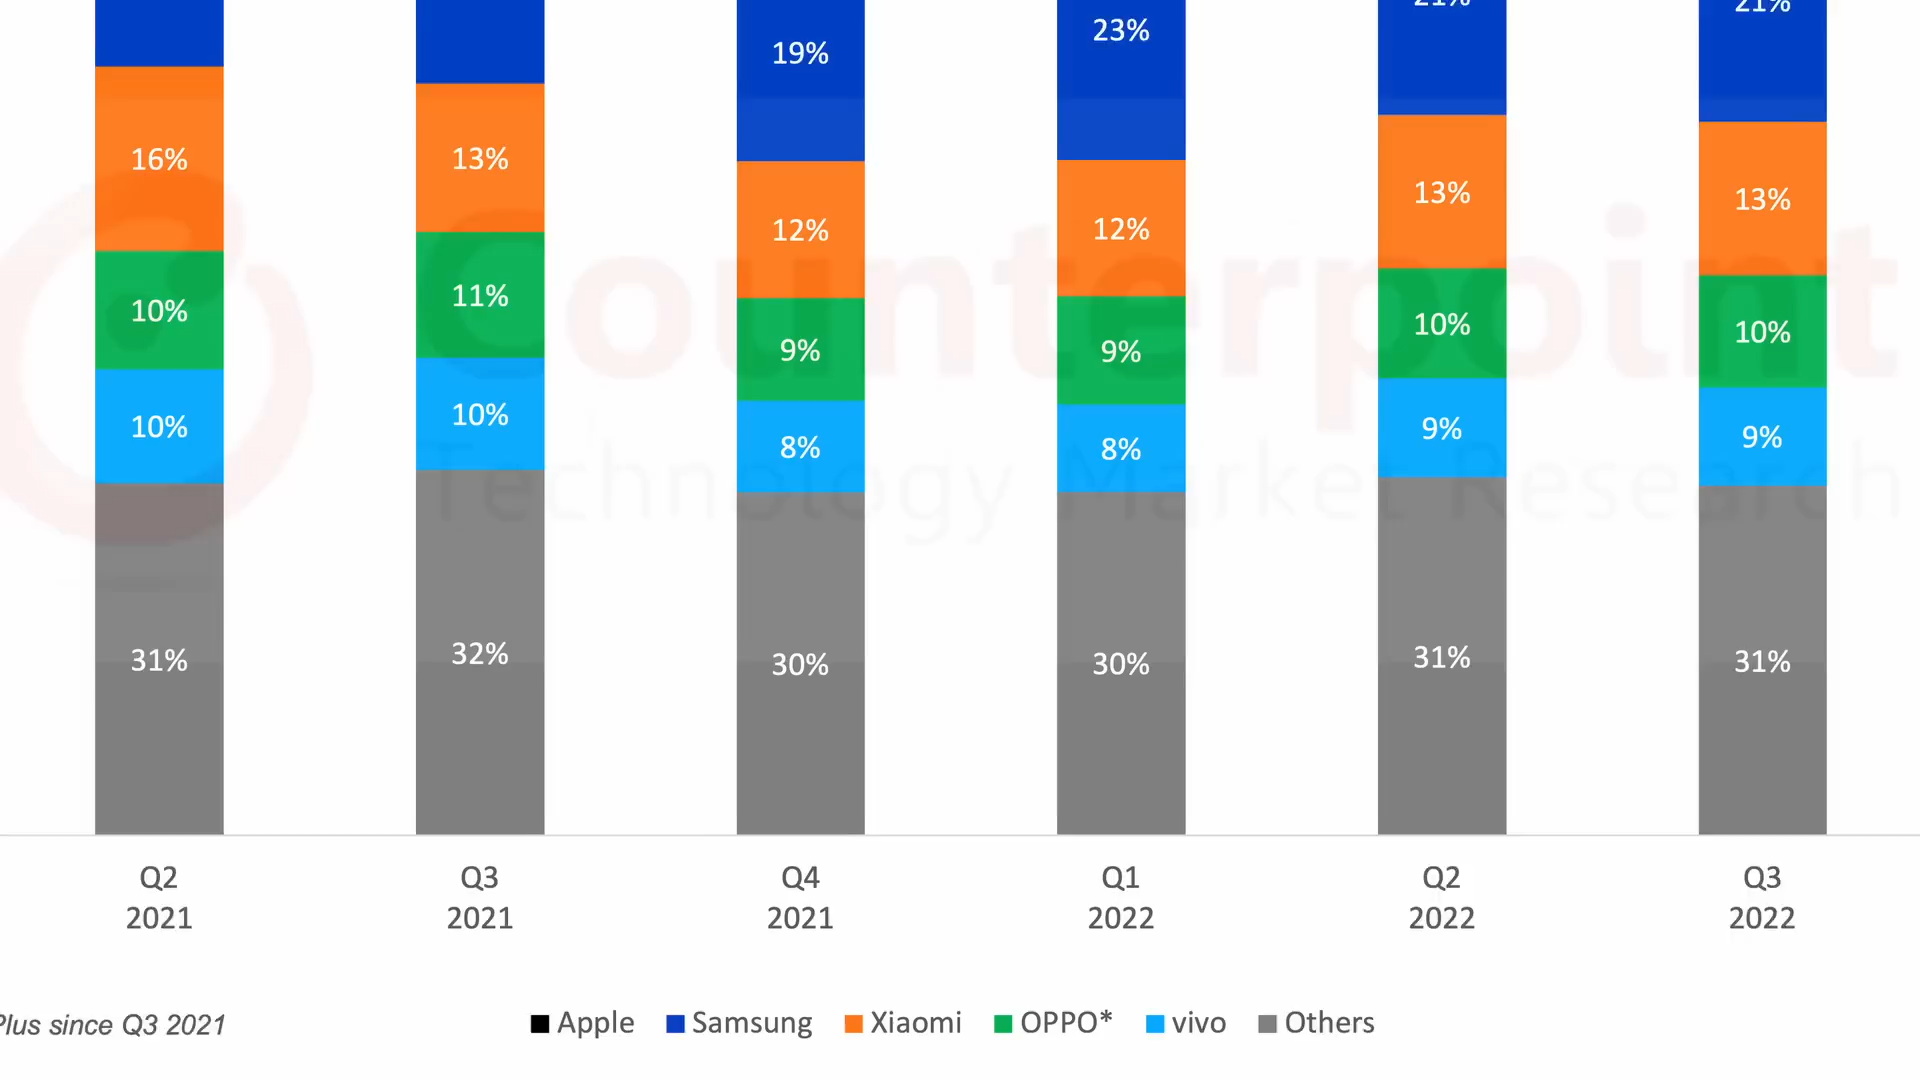 21% 21%
19% 23%
16% 13% 12% 12% 13% 13%
10% 11% 9% 9% 10% 10%
10% 10% 8% 8% 9% 9%
31% 32% 30% 30% 31% 31%
Counterpoint
Technology Market Research
Q2 Q3 Q4 Q1 Q2 Q3
2021 2021 2021 2022 2022 2022
Plus since Q3 2021
Apple Samsung Xiaomi OPPO* vivo Others